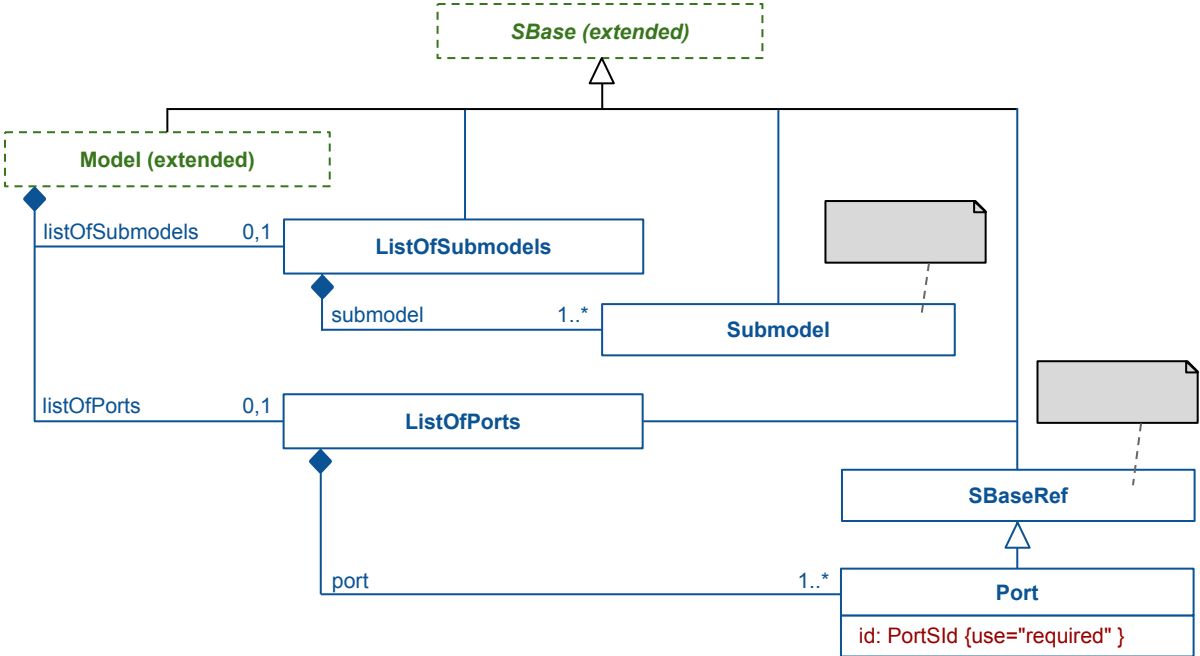 SBase (extended)
Model (extended)
listOfSubmodels 0,1
ListOfSubmodels
submodel 1..*
Submodel
listOfPorts 0,1
ListOfPorts
SBaseRef
port 1..*
Port
id: PortSId {use="required" }